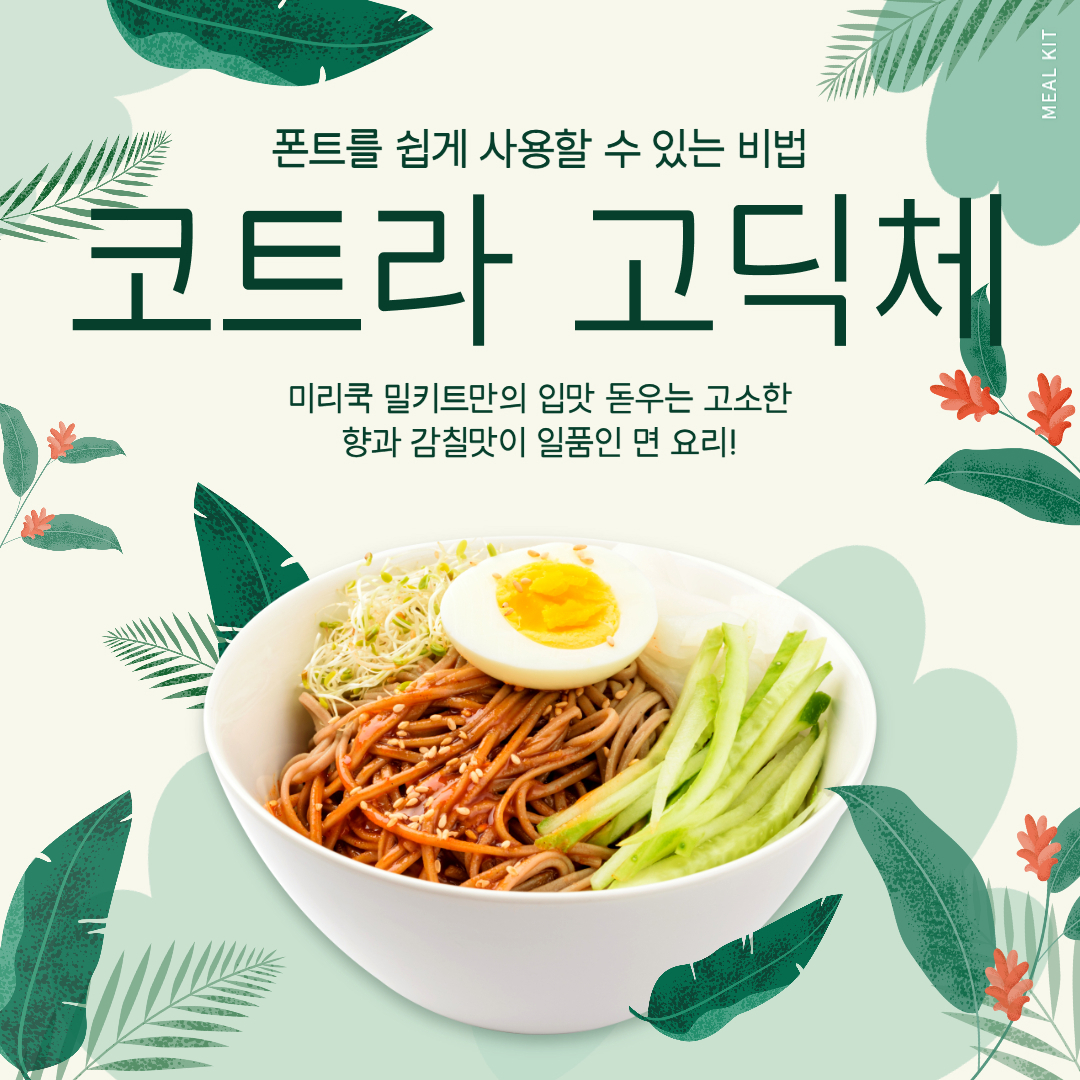 MEAL KIT
폰트를 쉽게 사용할 수 있는 비법
코트라 고딕체
미리쿡 밀키트만의 입맛 돋우는 고소한
향과 감칠맛이 일품인 면 요리!